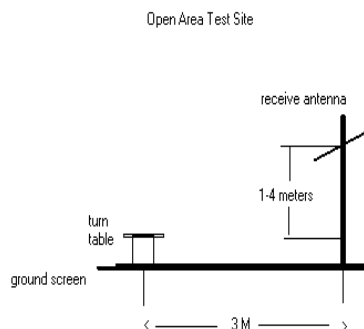 Open Area Test Site
receive antenna
1-4 meters
turn
table
ground screen
3 M